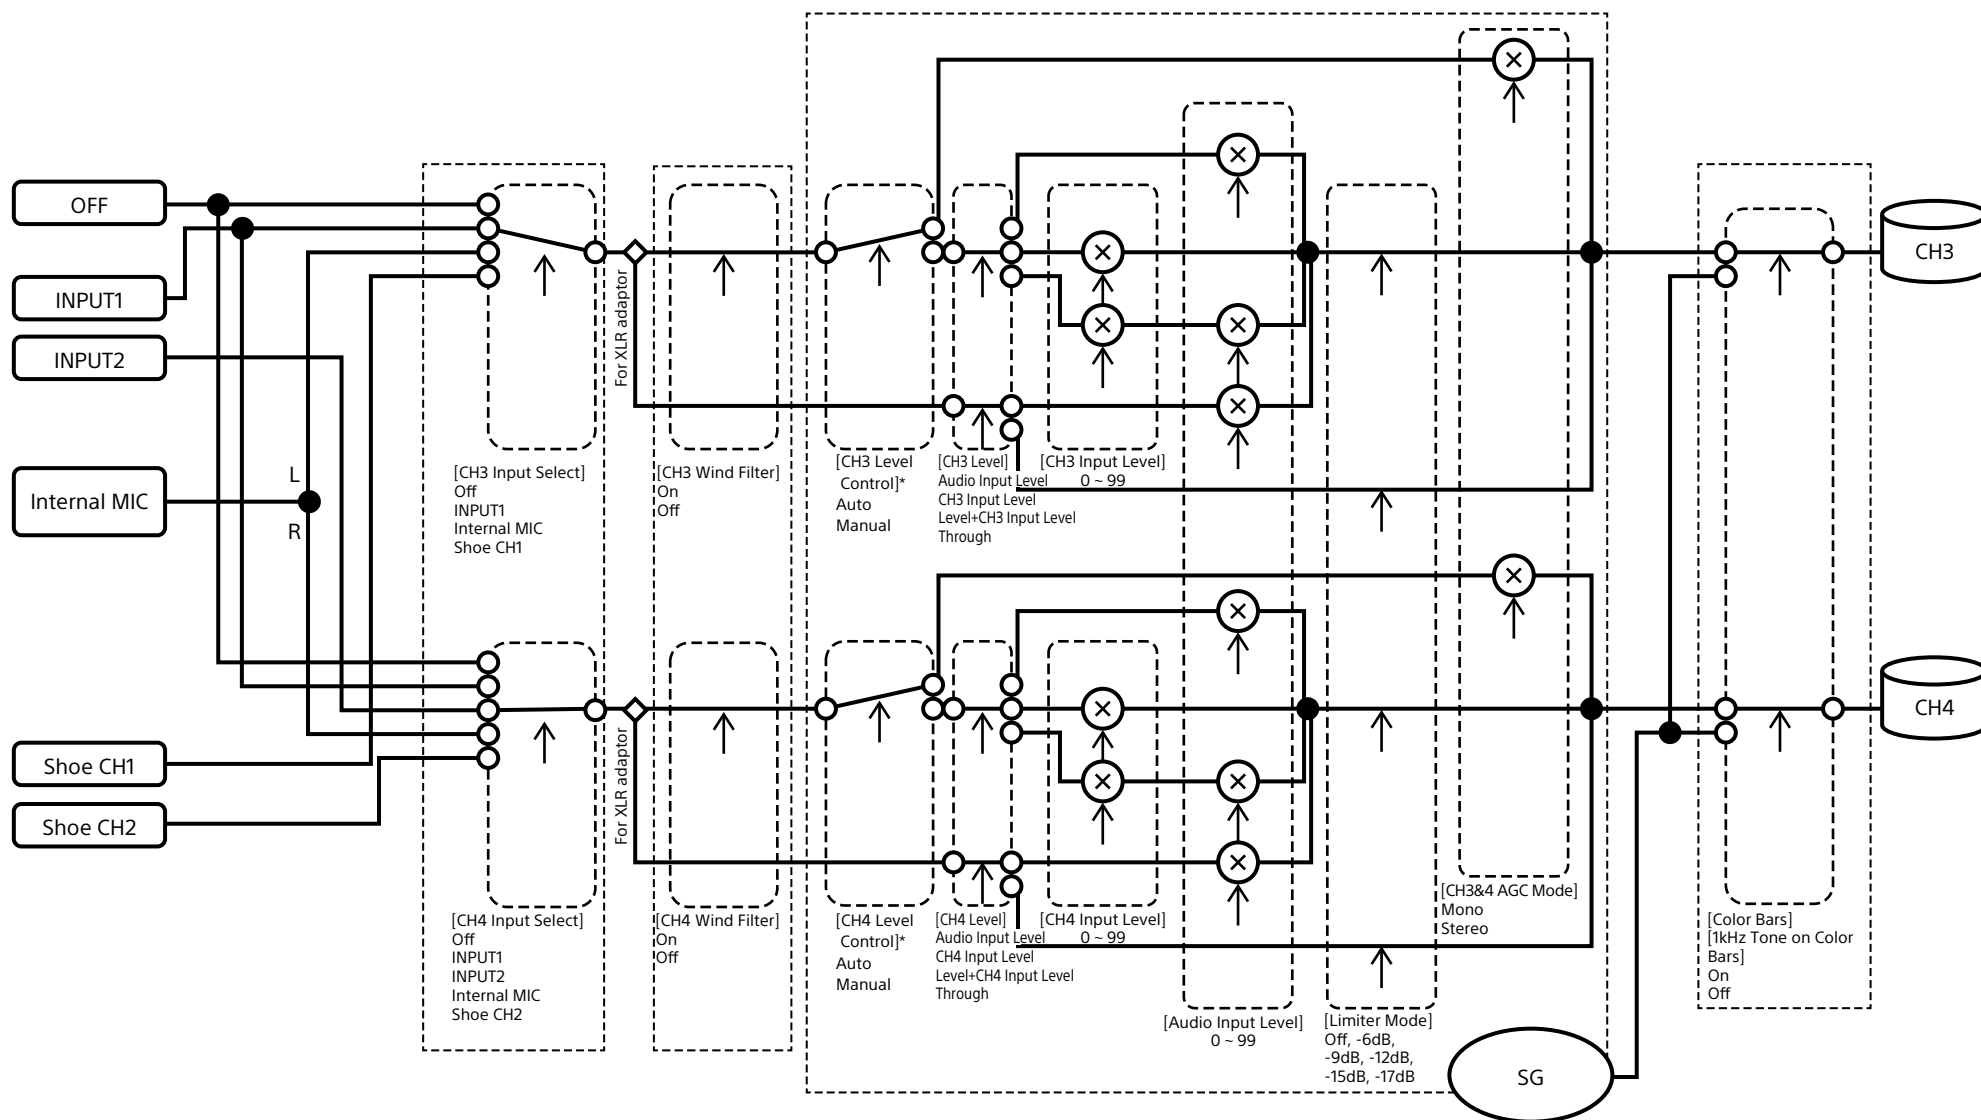 OFF
INPUT1
INPUT2
Internal MIC
L
R
Shoe CH1
Shoe CH2
[CH3 Input Select]
Off
INPUT1
Internal MIC
Shoe CH1
For XLR adaptor
[CH3 Wind Filter]
On
Off
[CH3 Level
Control]*
Auto
Manual
[CH3 Level]
Audio Input Level
CH3 Input Level
Level+CH3 Input Level
Through
[CH3 Input Level]
0 ~ 99
CH3
[CH4 Input Select]
Off
INPUT1
INPUT2
Internal MIC
Shoe CH2
For XLR adaptor
[CH4 Wind Filter]
On
Off
[CH4 Level
Control]*
Auto
Manual
[CH4 Level]
Audio Input Level
CH4 Input Level
Level+CH4 Input Level
Through
[CH4 Input Level]
0 ~ 99
[Audio Input Level]
0 ~ 99
[Limiter Mode]
Off, -6dB,
-9dB, -12dB,
-15dB, -17dB
[CH3&4 AGC Mode]
Mono
Stereo
SG
[Color Bars]
[1kHz Tone on Color
Bars]
On
Off
CH4